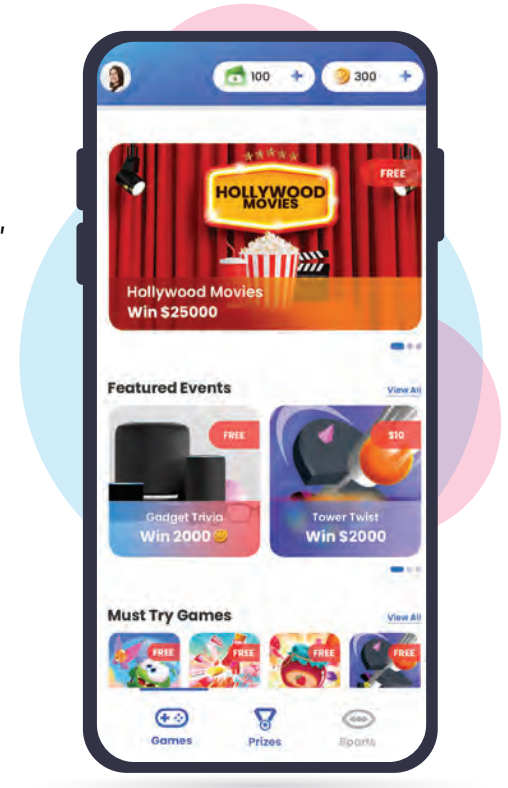 100 +
300 +
FREE
HOLLYWOOD
MOVIES
Hollywood Movies
Win $25000
Featured Events
View All
FREE
$10
Gadget Trivia
Win 2000
Tower Twist
Win $2000
Must Try Games
View All
FREE
FREE
FREE
FREE
Games
Prizes
Sports